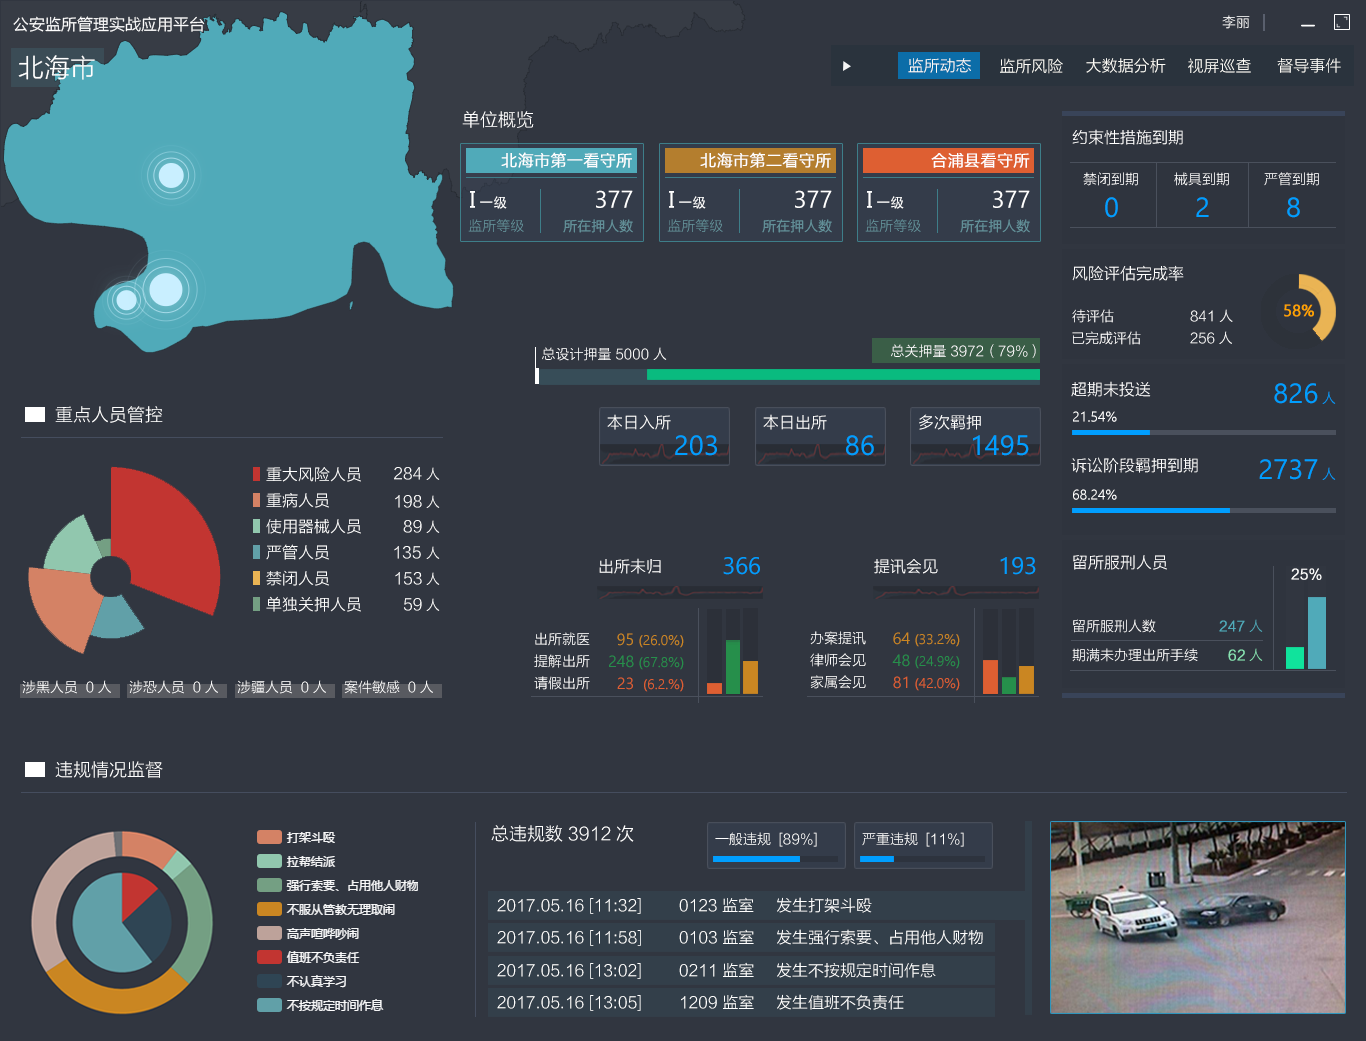 公安监所管理实战应用平台
李丽
北海市
监所动态 监所风险 大数据分析 视屏巡查 督导事件
单位概览
北海市第一看守所
I 一级 377
监所等级 所在押人数
北海市第二看守所
I 一级 377
监所等级 所在押人数
合浦县看守所
I 一级 377
监所等级 所在押人数
总设计押量 5000 人
总关押量 3972 ( 79% )
本日入所 203
本日出所 86
多次羁押 1495
出所未归 366
出所就医 95 (26.0%)
提解出所 248 (67.8%)
请假出所 23 (6.2.%)
提讯会见 193
办案提讯 64 (33.2%)
律师会见 48 (24.9%)
家属会见 81 (42.0%)
约束性措施到期
禁闭到期 械具到期 严管到期
0 2 8
风险评估完成率
待评估 841 人
已完成评估 256 人
58%
超期未投送 826 人
21.54%
诉讼阶段羁押到期 2737 人
68.24%
留所服刑人员
25%
留所服刑人数 247 人
期满未办理出所手续 62 人
重点人员管控
重大风险人员 284 人
重病人员 198 人
使用器械人员 89 人
严管人员 135 人
禁闭人员 153 人
单独关押人员 59 人
涉黑人员 0 人 涉恐人员 0 人 涉疆人员 0 人 案件敏感 0 人
违规情况监督
打架斗殴
拉帮结派
强行索要、占用他人财物
不服从管教无理取闹
高声喧哗吵闹
值班不负责任
不认真学习
不按规定时间作息
总违规数 3912 次
一般违规 [89%]
严重违规 [11%]
2017.05.16 [11:32] 0123 监室 发生打架斗殴
2017.05.16 [11:58] 0103 监室 发生强行索要、占用他人财物
2017.05.16 [13:02] 0211 监室 发生不按规定时间作息
2017.05.16 [13:05] 1209 监室 发生值班不负责任